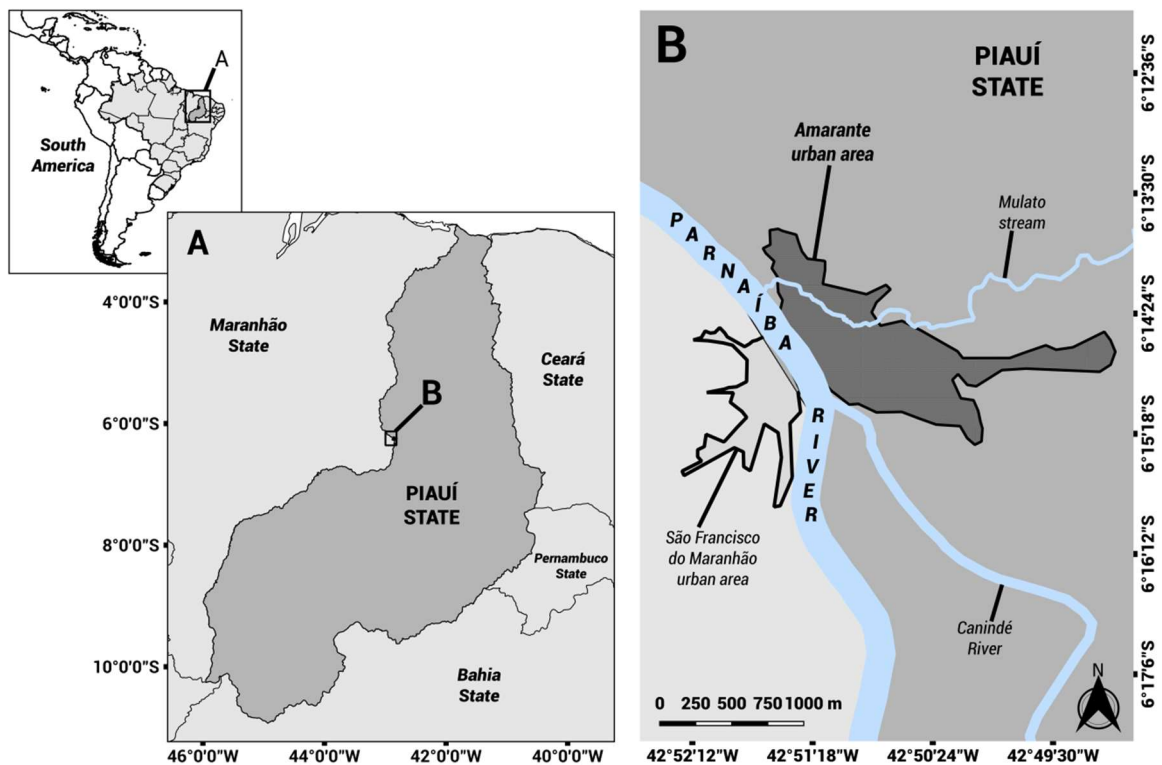 A
South
America
A
4°0'0"S
Maranhão
State
Ceará
State
B
6°0'0"S
PIAUÍ
STATE
8°0'0"S
Pernambuco
State
10°0'0"S
Bahia
State
46°0'0"W
44°0'0"W
42°0'0"W
40°0'0"W
B
PIAUÍ
STATE
6°12'36"S
Amarante
urban area
6°13'30"S
Mulato
stream
PARNAÍBA RIVER
6°14'24"S
6°15'18"S
São Francisco
do Maranhão
urban area
6°16'12"S
Canindé
River
6°17'6"S
N
0 250 500 750 1000 m
42°52'12"W
42°51'18"W
42°50'24"W
42°49'30"W